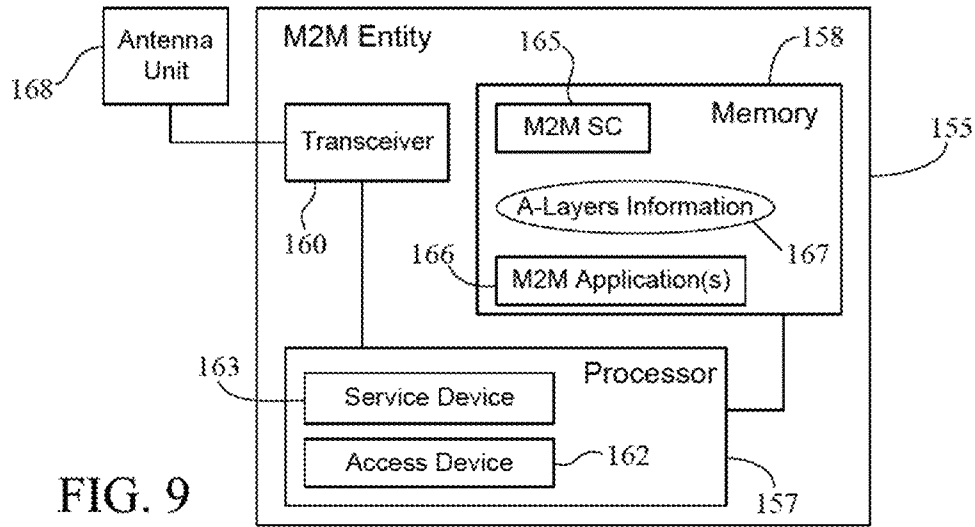 Antenna
Unit
168
M2M Entity
165
158
M2M SC
Memory
155
Transceiver
A-Layers Information
160
166
167
M2M Application(s)
163
Processor
Service Device
Access Device
162
157
FIG. 9